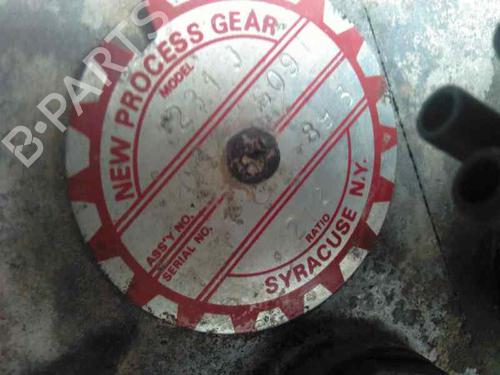 B-PARTS
NEW PROCESS GEAR
MODEL
231 J
ASS'Y NO.
SERIAL NO.
RATIO
SYRACUSE N.Y.